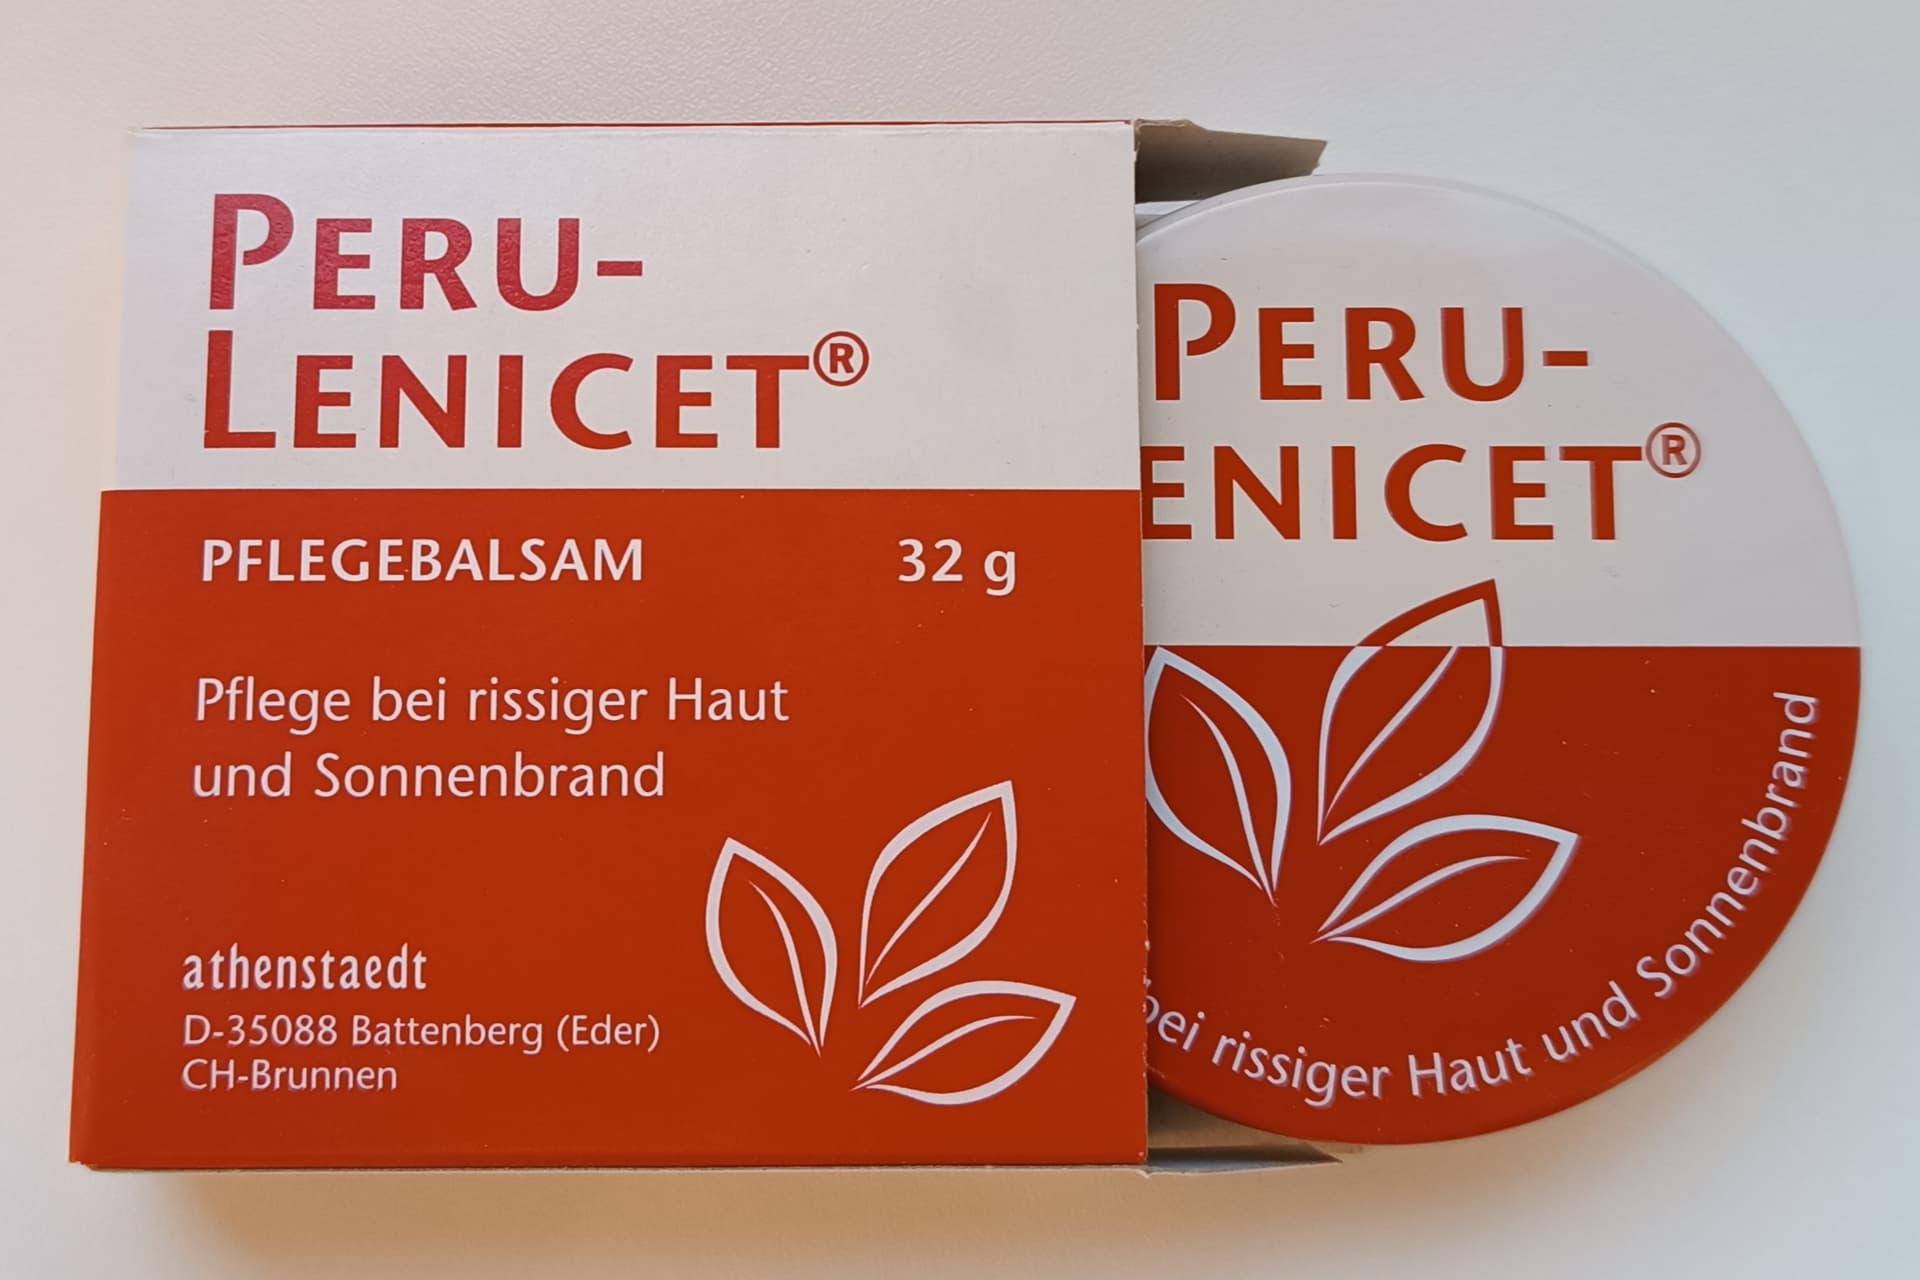 PERU-
LENICET®
PFLEGEBALSAM 32 g
Pflege bei rissiger Haut
und Sonnenbrand
athenstaedt
D-35088 Battenberg (Eder)
CH-Brunnen
PERU-
ENICET®
bei rissiger Haut und Sonnenbrand